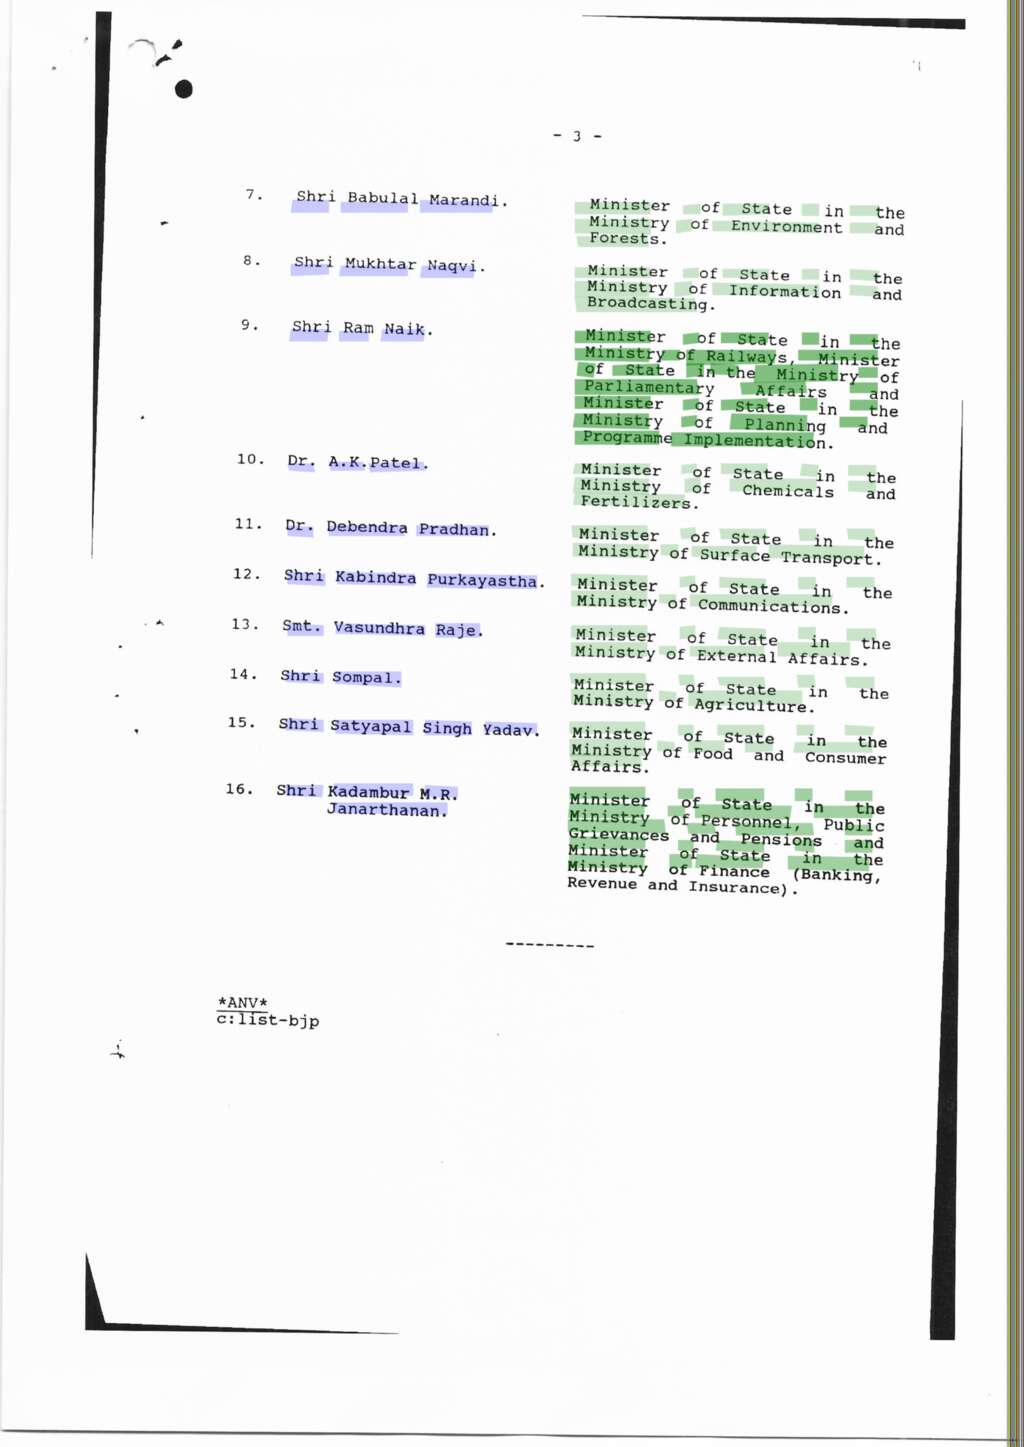 - 3 -
7. Shri Babulal Marandi. Minister of State in the
Ministry of Environment and
Forests.
8. Shri Mukhtar Naqvi. Minister of State in the
Ministry of Information and
Broadcasting.
9. Shri Ram Naik. Minister of State in the
Ministry of Railways, Minister
of State in the Ministry of
Parliamentary Affairs and
Minister of State in the
Ministry of Planning and
Programme Implementation.
10. Dr. A.K.Patel. Minister of State in the
Ministry of Chemicals and
Fertilizers.
11. Dr. Debendra Pradhan. Minister of State in the
Ministry of Surface Transport.
12. Shri Kabindra Purkayastha. Minister of State in the
Ministry of Communications.
13. Smt. Vasundhra Raje. Minister of State in the
Ministry of External Affairs.
14. Shri Sompal. Minister of State in the
Ministry of Agriculture.
15. Shri Satyapal Singh Yadav. Minister of State in the
Ministry of Food and Consumer
Affairs.
16. Shri Kadambur M.R. Minister of State in the
Janarthanan. Ministry of Personnel, Public
Grievances and Pensions and
Minister of State in the
Ministry of Finance (Banking,
Revenue and Insurance).
---------
*ANV*
c:list-bjp